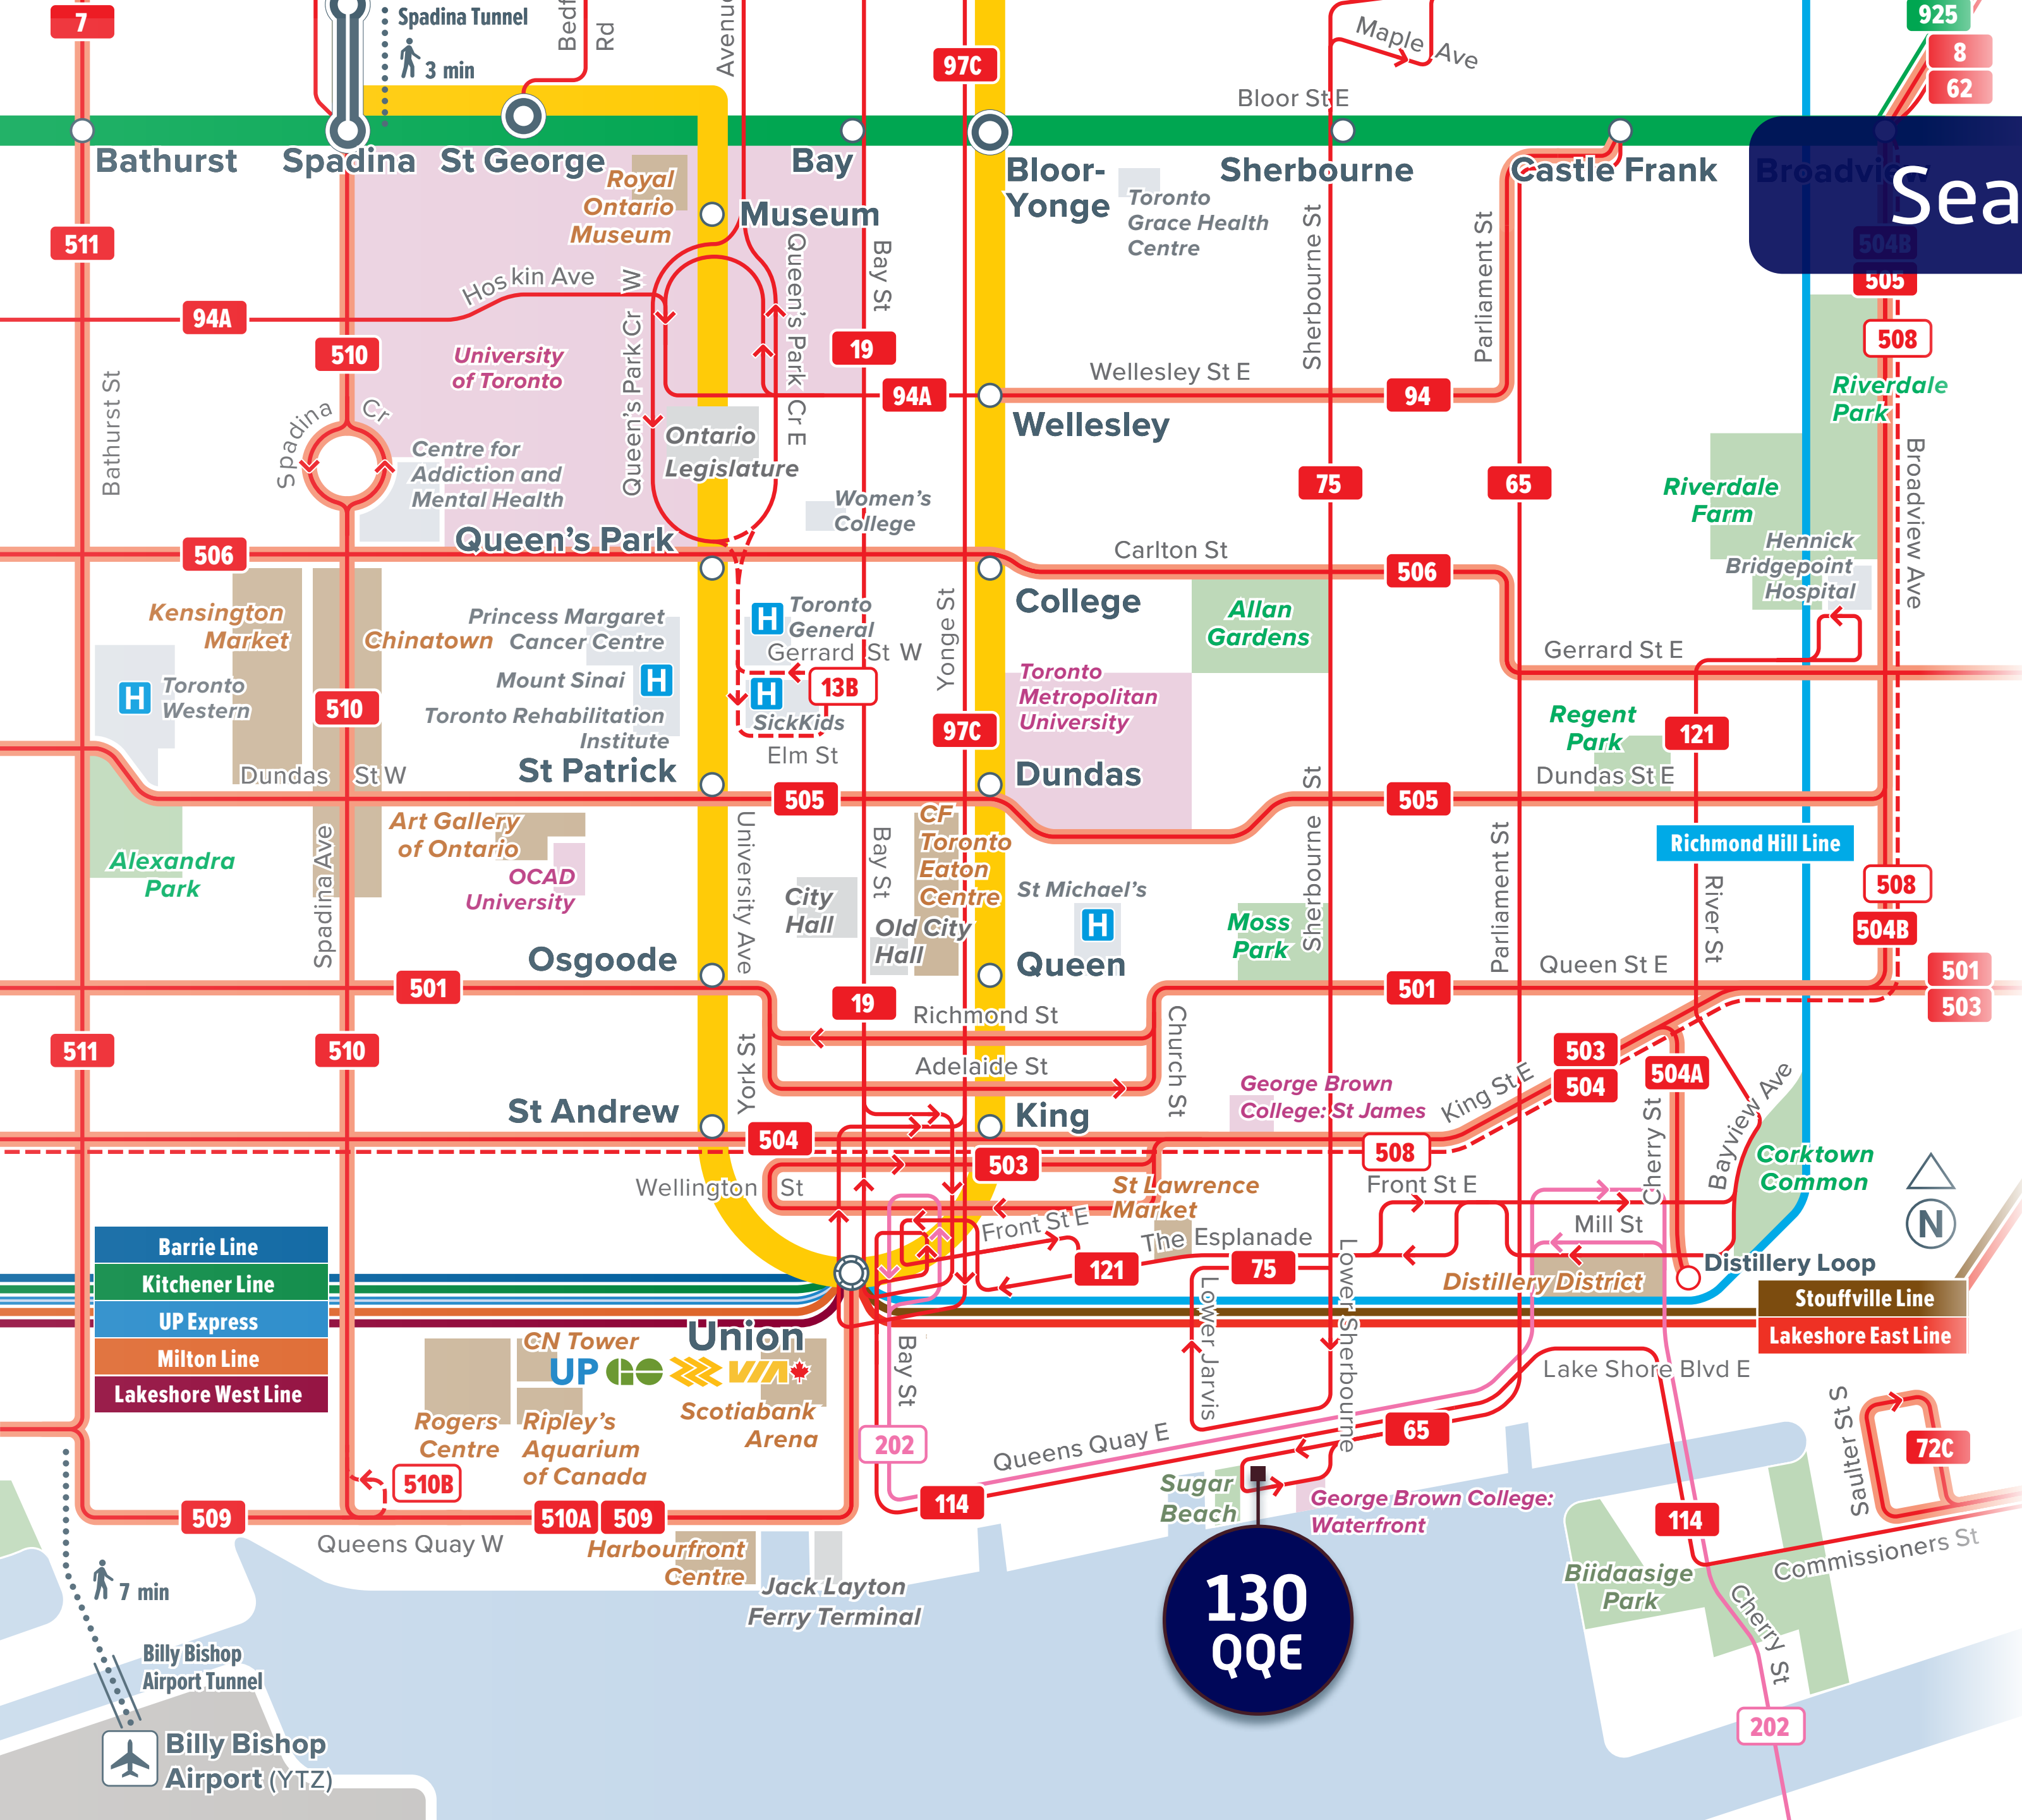 7
Spadina Tunnel
3 min
Bedf
Rd
Avenu
97C
Maple Ave
925
8
62
Bloor St E
Bathurst
Spadina
St George
Bay
Bloor-
Yonge
Sherbourne
Castle Frank
Broadview
Sea
Royal
Ontario
Museum
Museum
Toronto
Grace Health
Centre
511
504B
505
Hoskin Ave
94A
510
University
of Toronto
Queen's Park Cr W
Queen's Park Cr E
Bay St
19
Sherbourne St
Parliament St
508
Wellesley St E
94A
94
Wellesley
Riverdale
Park
Bathurst St
Spadina Cr
Centre for
Addiction and
Mental Health
Ontario
Legislature
75
65
Riverdale
Farm
Broadview Ave
Women's
College
506
Queen's Park
Carlton St
506
Hennick
Bridgepoint
Hospital
College
Kensington
Market
Chinatown
Princess Margaret
Cancer Centre
H
Toronto
General
Gerrard St W
Yonge St
Allan
Gardens
Gerrard St E
H
Toronto
Western
510
Mount Sinai
H
H
SickKids
13B
Toronto Rehabilitation
Institute
Elm St
97C
Toronto
Metropolitan
University
Regent
Park
121
Dundas St W
St Patrick
505
Dundas
Sherbourne St
505
Dundas St E
Alexandra
Park
Spadina Ave
Art Gallery
of Ontario
OCAD
University
University Ave
Bay St
CF
Toronto
Eaton
Centre
City
Hall
Old City
Hall
St Michael's
H
Moss
Park
Parliament St
Richmond Hill Line
River St
508
504B
Osgoode
Queen
Queen St E
501
501
501
503
19
Richmond St
Adelaide St
York St
Church St
511
510
503
504
504A
St Andrew
King
George Brown
College: St James
King St E
Cherry St
Bayview Ave
504
503
508
Corktown
Common
Wellington St
St Lawrence
Market
Front St E
Front St E
The Esplanade
Mill St
N
Barrie Line
Kitchener Line
UP Express
Milton Line
Lakeshore West Line
121
75
Distillery District
Distillery Loop
Stouffville Line
Lakeshore East Line
Union
UP GO VIA
CN Tower
Rogers
Centre
Ripley's
Aquarium
of Canada
Scotiabank
Arena
Bay St
Lower Jarvis
Lower Sherbourne
Lake Shore Blvd E
202
Queens Quay E
65
Saulter St S
72C
510B
114
Sugar
Beach
George Brown College:
Waterfront
114
509
510A
509
Queens Quay W
Harbourfront
Centre
Jack Layton
Ferry Terminal
Commissioners St
Biidaasige
Park
Cherry St
7 min
130
QQE
Billy Bishop
Airport Tunnel
202
Billy Bishop
Airport (YTZ)